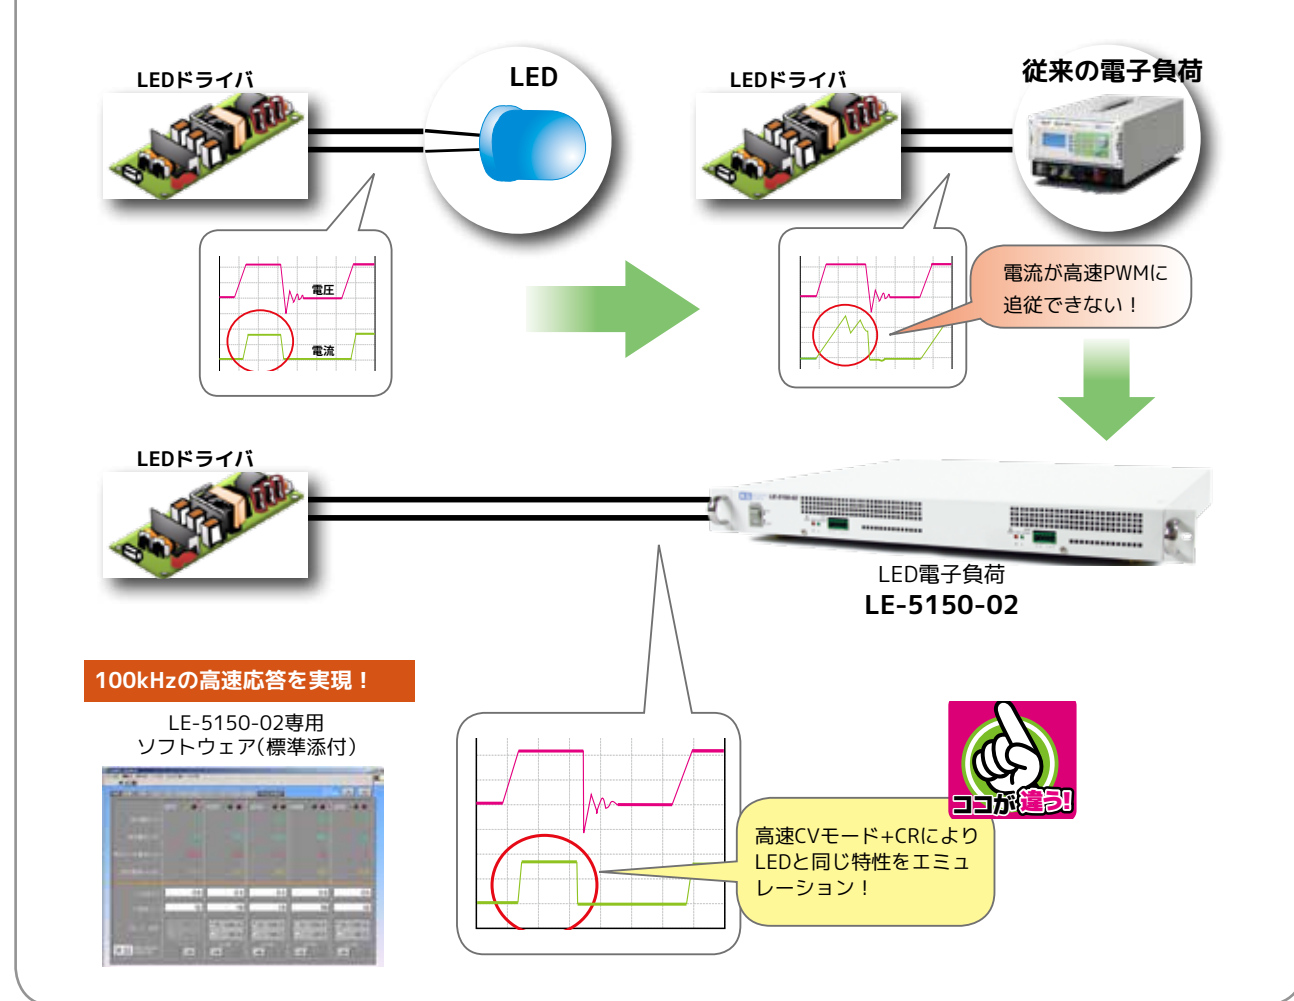 LEDドライバ
LED
電圧
電流
LEDドライバ
従来の電子負荷
電流が高速PWMに
追従できない！
LEDドライバ
LE-5150-02
LED電子負荷
LE-5150-02
100kHzの高速応答を実現！
LE-5150-02専用
ソフトウェア(標準添付)
ココが違う!
高速CVモード+CRにより
LEDと同じ特性をエミュ
レーション！